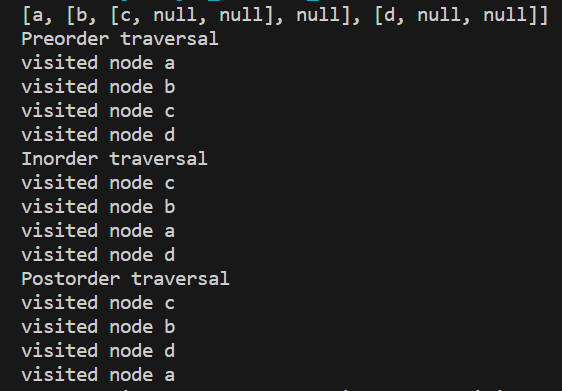 [a, [b, [c, null, null], null], [d, null, null]]
Preorder traversal
visited node a
visited node b
visited node c
visited node d
Inorder traversal
visited node c
visited node b
visited node a
visited node d
Postorder traversal
visited node c
visited node b
visited node d
visited node a